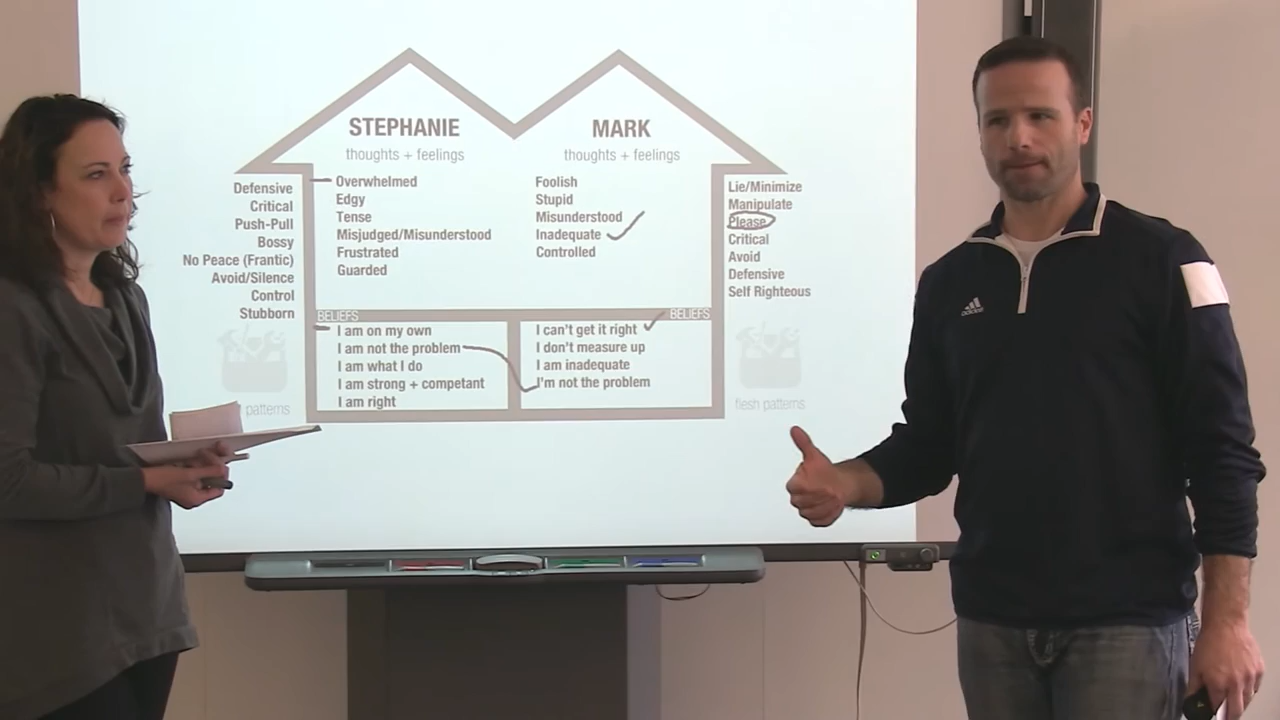 STEPHANIE
thoughts + feelings
Overwhelmed
Edgy
Tense
Misjudged/Misunderstood
Frustrated
Guarded
MARK
thoughts + feelings
Foolish
Stupid
Misunderstood
Inadequate
Controlled
Defensive
Critical
Push-Pull
Bossy
No Peace (Frantic)
Avoid/Silence
Control
Stubborn
Lie/Minimize
Manipulate
Please
Critical
Avoid
Defensive
Self Righteous
BELIEFS
I am on my own
I am not the problem
I am what I do
I am strong + competant
I am right
BELIEFS
I can't get it right
I don't measure up
I am inadequate
I'm not the problem
patterns
flesh patterns
adidas